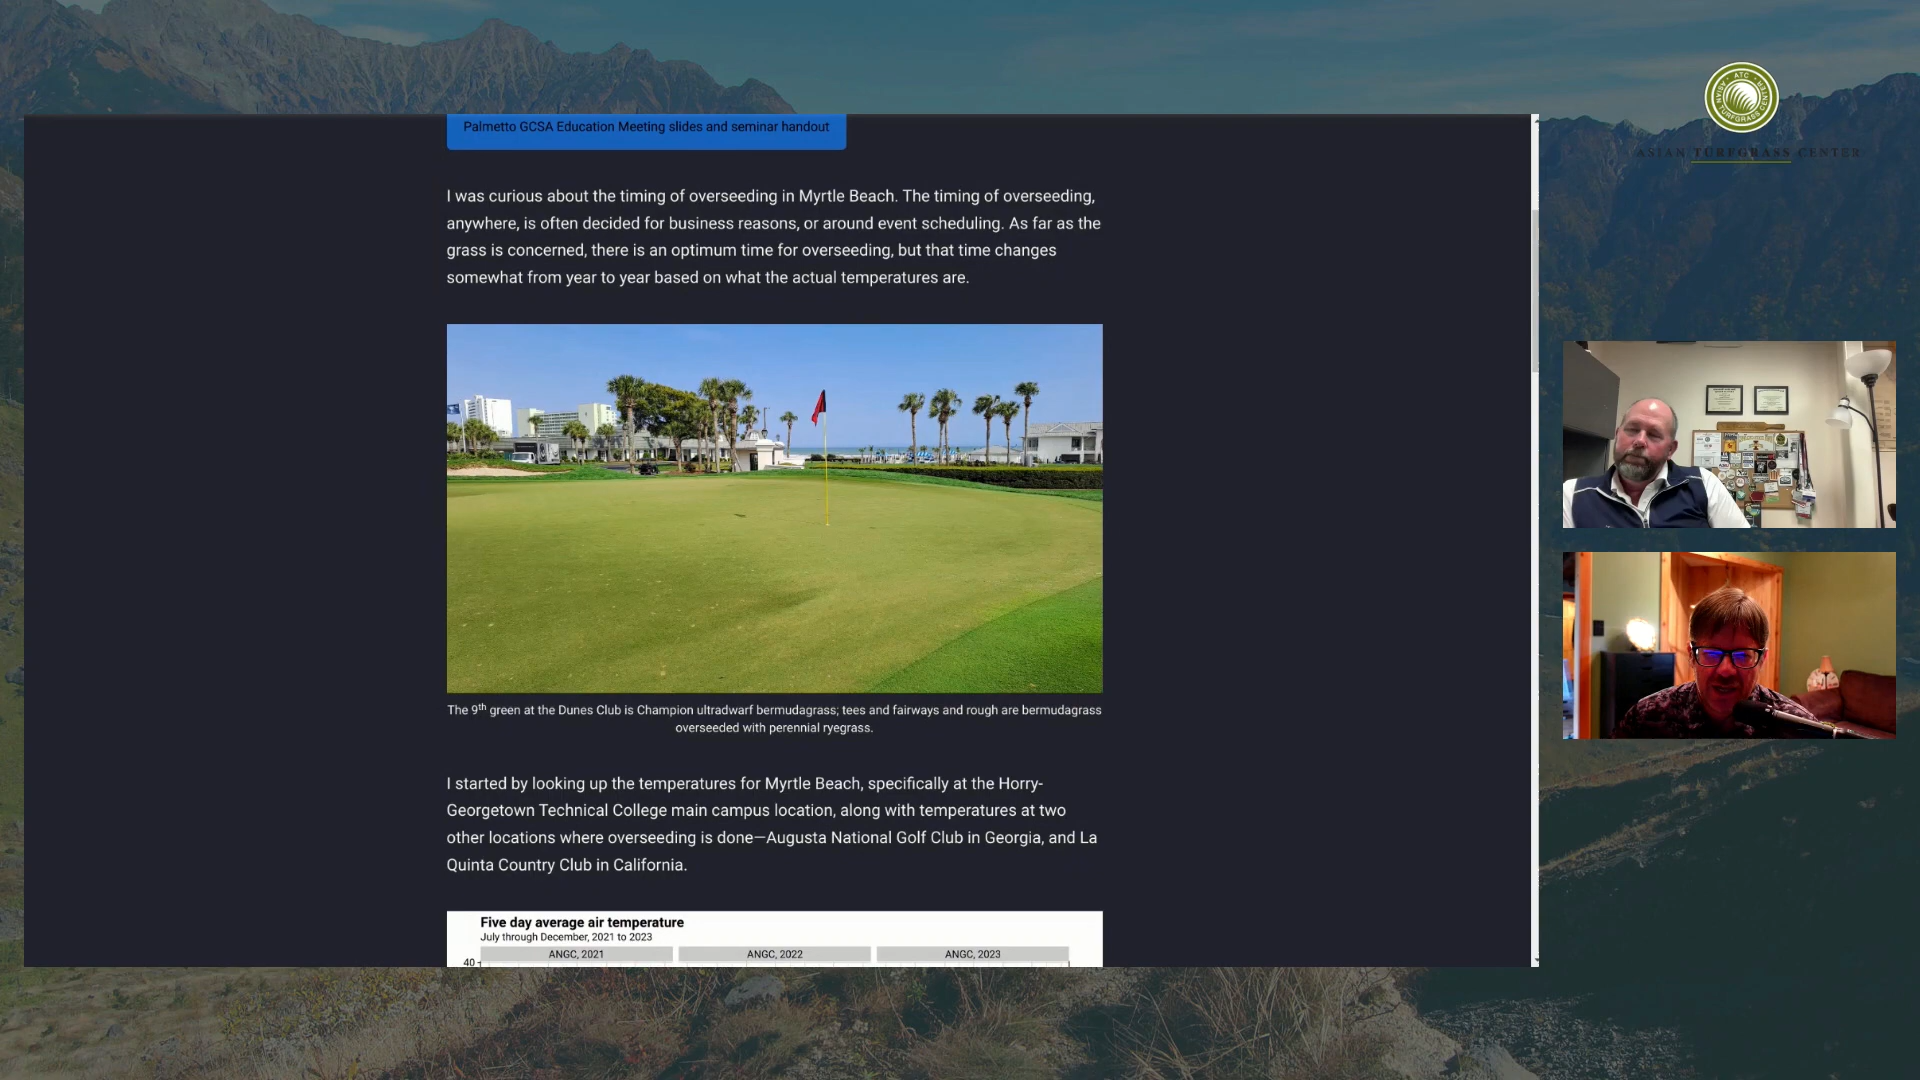 Palmetto GCSA Education Meeting slides and seminar handout
I was curious about the timing of overseeding in Myrtle Beach. The timing of overseeding,
anywhere, is often decided for business reasons, or around event scheduling. As far as the
grass is concerned, there is an optimum time for overseeding, but that time changes
somewhat from year to year based on what the actual temperatures are.
The 9th green at the Dunes Club is Champion ultradwarf bermudagrass; tees and fairways and rough are bermudagrass
overseeded with perennial ryegrass.
I started by looking up the temperatures for Myrtle Beach, specifically at the Horry-
Georgetown Technical College main campus location, along with temperatures at two
other locations where overseeding is done—Augusta National Golf Club in Georgia, and La
Quinta Country Club in California.
Five day average air temperature
July through December, 2021 to 2023
ANGC, 2021 ANGC, 2022 ANGC, 2023
40
ATC
ASIAN TURFGRASS CENTER
ASIAN TURFGRASS CENTER